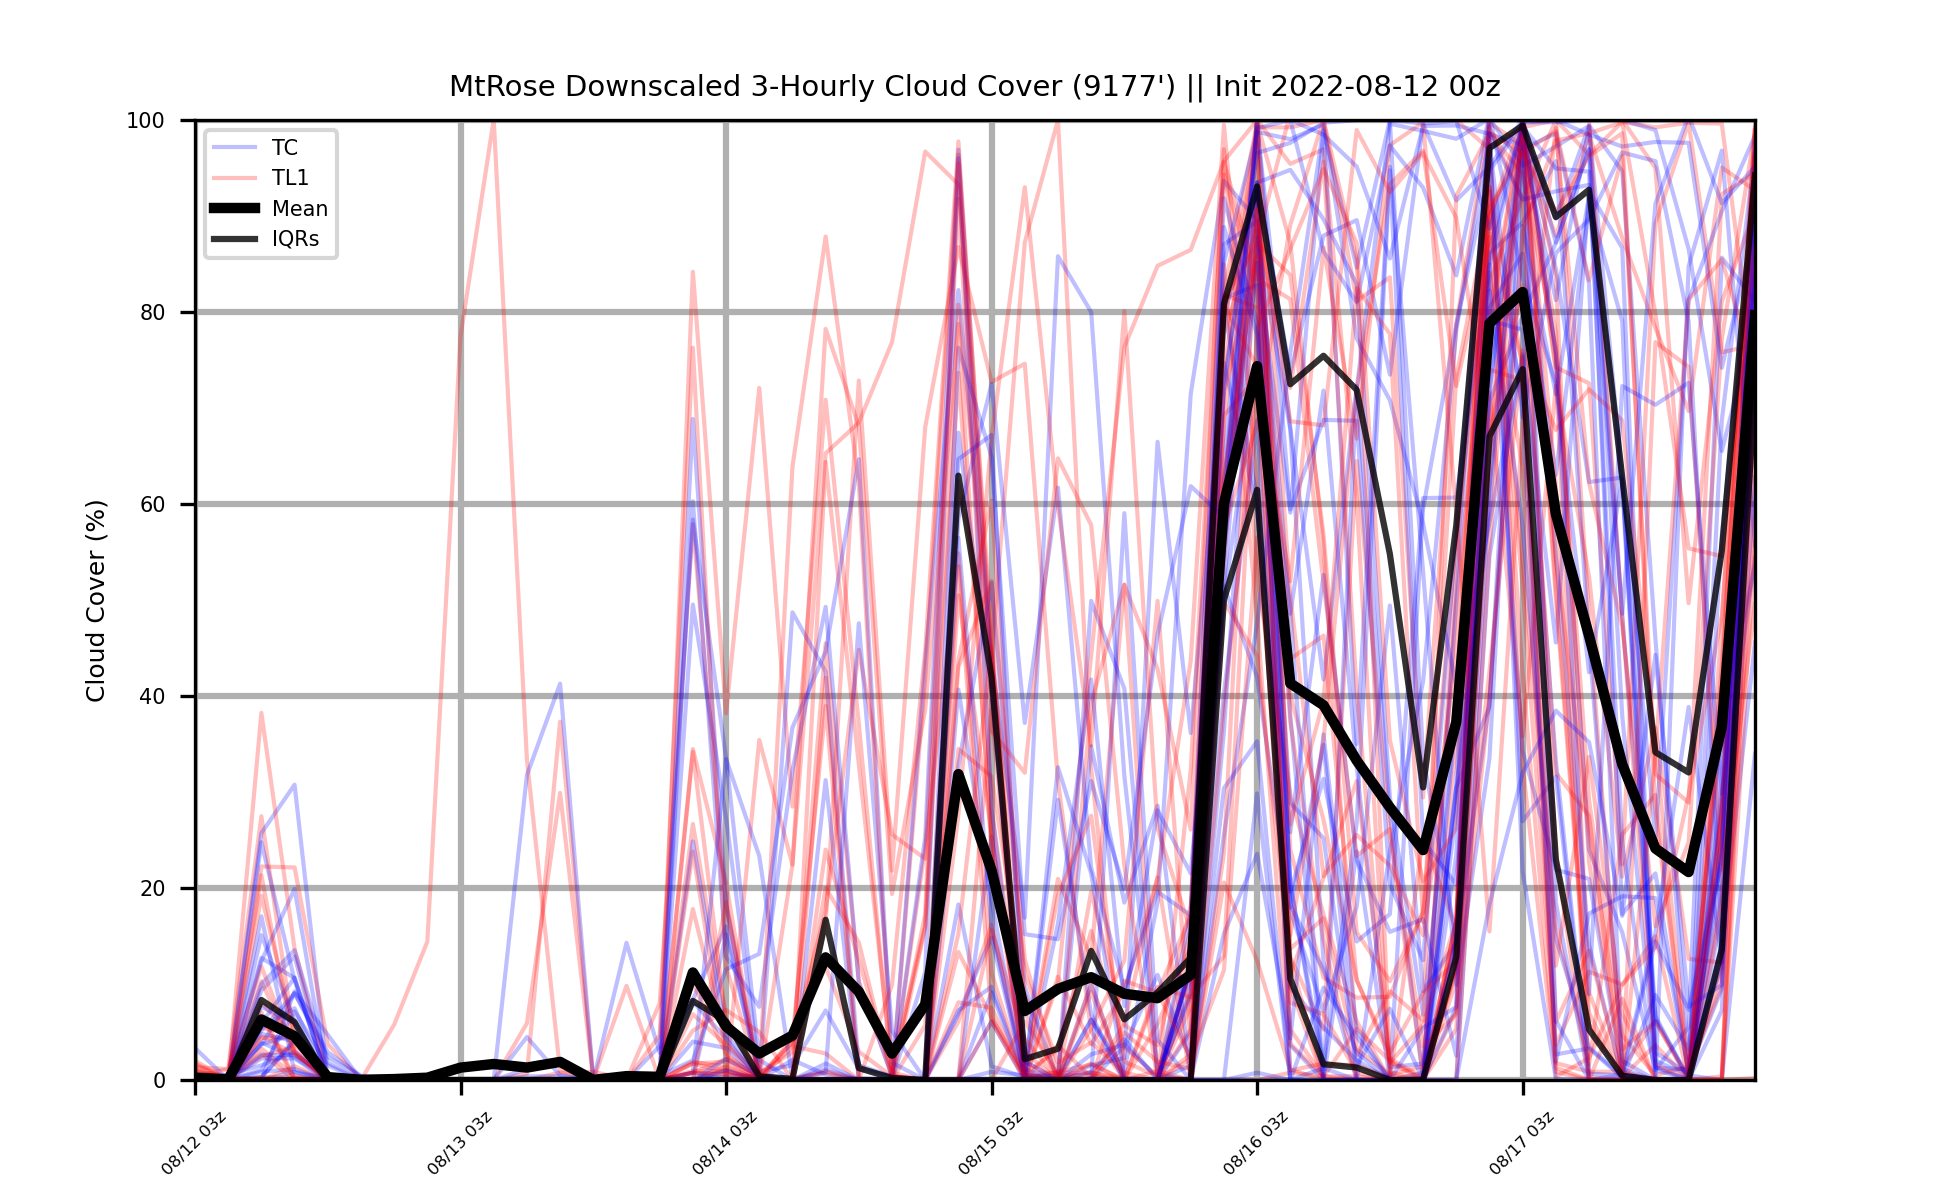 MtRose Downscaled 3-Hourly Cloud Cover (9177') || Init 2022-08-12 00z
TC
TL1
Mean
IQRs
Cloud Cover (%)
100
80
60
40
20
0
08/12 03z
08/13 03z
08/14 03z
08/15 03z
08/16 03z
08/17 03z